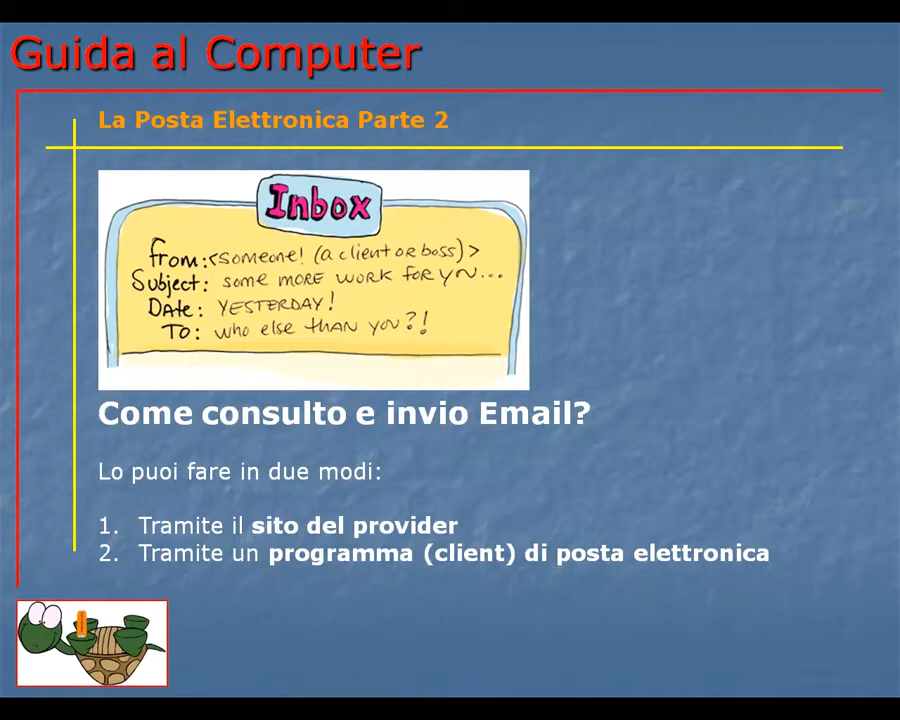 Guida al Computer
La Posta Elettronica Parte 2
Inbox
From: <someone! (a client or boss)>
Subject: some more work for you...
Date: Yesterday!
To: who else than you?!
Come consulto e invio Email?
Lo puoi fare in due modi:
1. Tramite il sito del provider
2. Tramite un programma (client) di posta elettronica